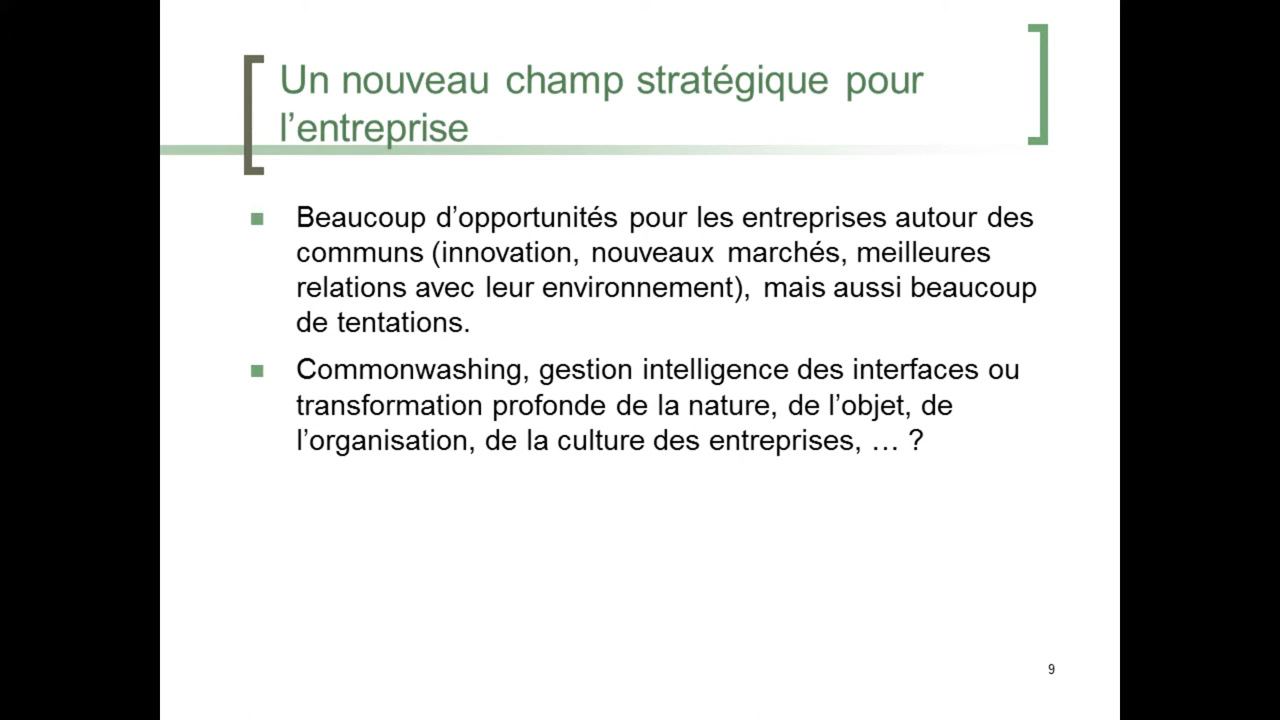 Un nouveau champ stratégique pour
l’entreprise
Beaucoup d’opportunités pour les entreprises autour des
communs (innovation, nouveaux marchés, meilleures
relations avec leur environnement), mais aussi beaucoup
de tentations.
Commonwashing, gestion intelligence des interfaces ou
transformation profonde de la nature, de l’objet, de
l’organisation, de la culture des entreprises, … ?
9